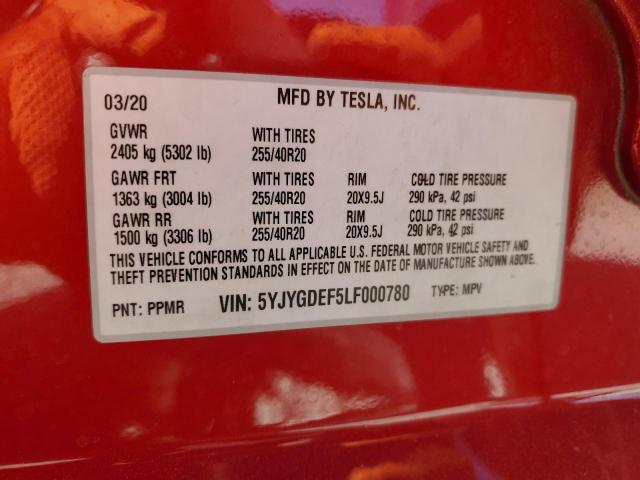 03/20 MFD BY TESLA, INC.
GVWR WITH TIRES
2405 kg (5302 lb) 255/40R20
GAWR FRT WITH TIRES RIM COLD TIRE PRESSURE
1363 kg (3004 lb) 255/40R20 20X9.5J 290 kPa, 42 psi
GAWR RR WITH TIRES RIM COLD TIRE PRESSURE
1500 kg (3306 lb) 255/40R20 20X9.5J 290 kPa, 42 psi
THIS VEHICLE CONFORMS TO ALL APPLICABLE U.S. FEDERAL MOTOR VEHICLE SAFETY AND
THEFT PREVENTION STANDARDS IN EFFECT ON THE DATE OF MANUFACTURE SHOWN ABOVE.
PNT: PPMR VIN: 5YJYGDEF5LF000780 TYPE: MPV